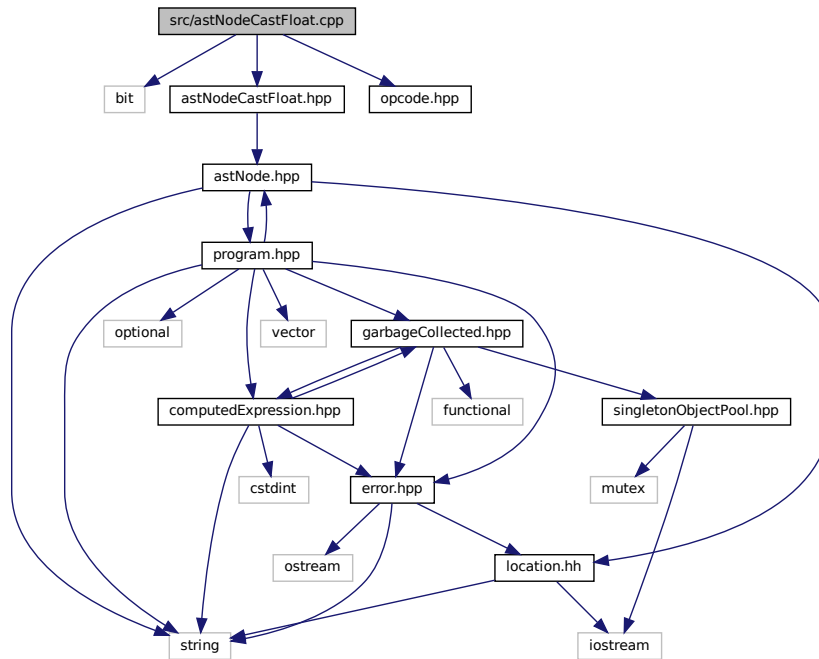 src/astNodeCastFloat.cpp
bit
astNodeCastFloat.hpp
opcode.hpp
astNode.hpp
program.hpp
optional
vector
garbageCollected.hpp
computedExpression.hpp
functional
singletonObjectPool.hpp
cstdint
error.hpp
mutex
ostream
location.hh
string
iostream